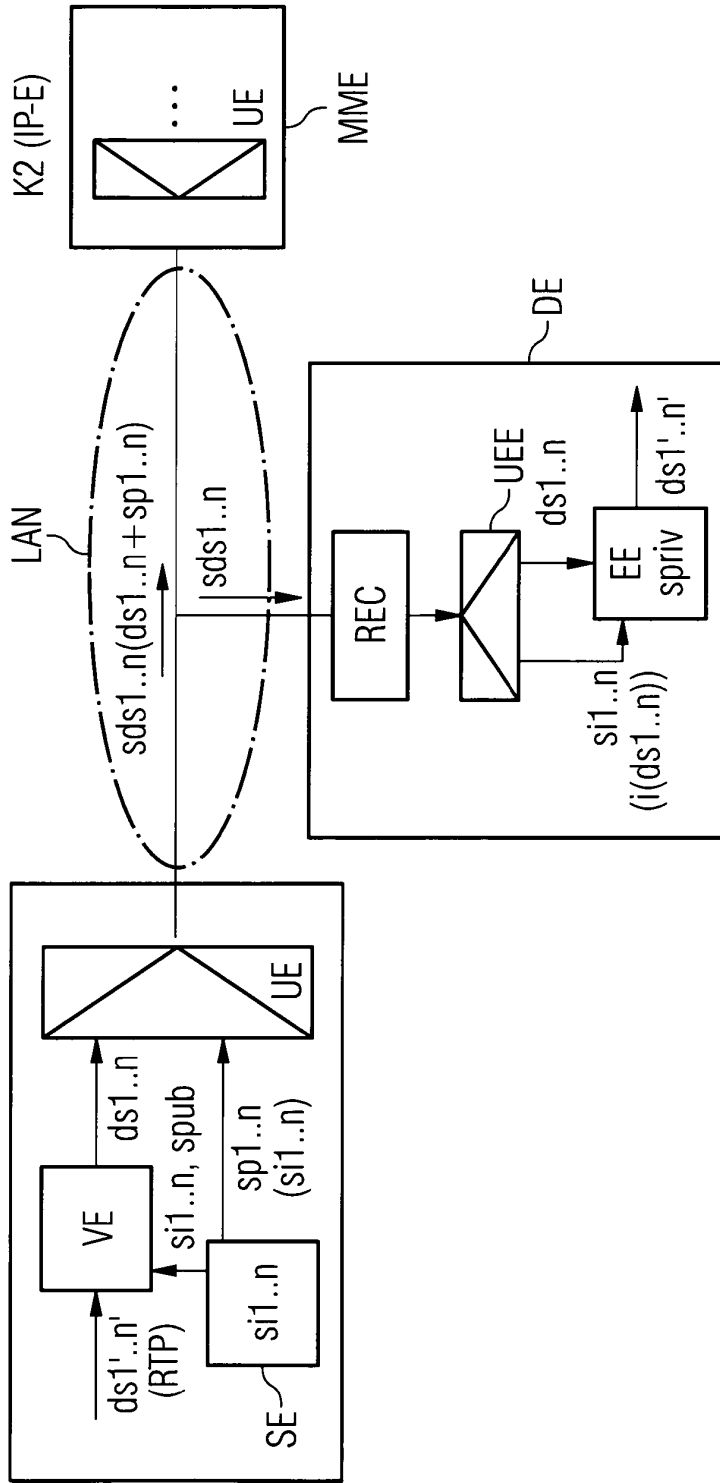 ds1'..n'
(RTP)
VE
ds1..n
si1..n, spub
si1..n
SE
sp1..n
(si1..n)
UE
LAN
sds1..n(ds1..n+sp1..n)
sds1..n
K2 (IP-E)
...
UE
MME
DE
REC
UEE
ds1..n
si1..n
(i(ds1..n))
EE
spriv
ds1'..n'